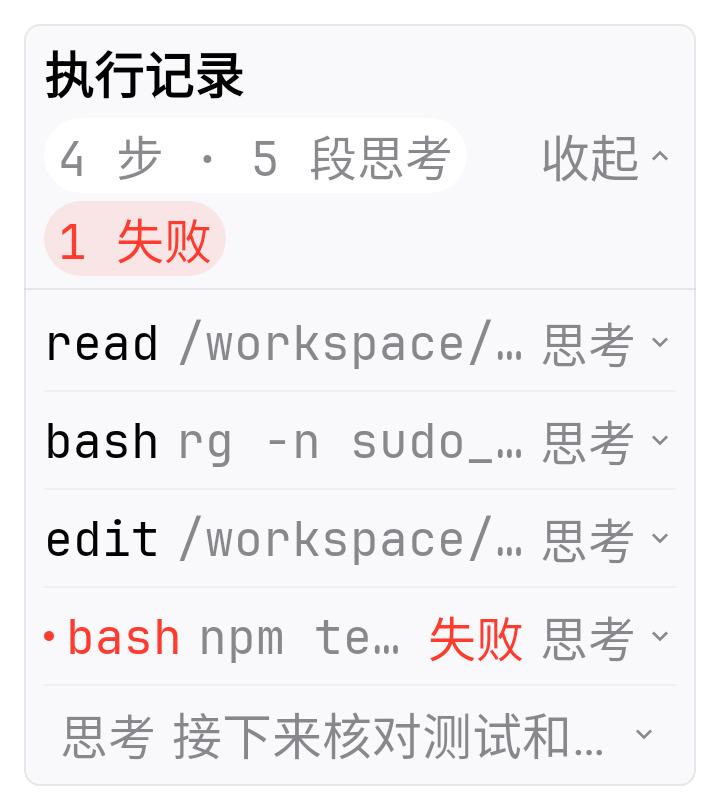 执行记录
4 步 · 5 段思考 收起
1 失败
read /workspace/… 思考
bash rg -n sudo_… 思考
edit /workspace/… 思考
bash npm te… 失败 思考
思考 接下来核对测试和…